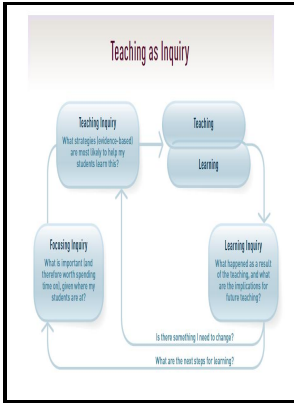 Teaching as Inquiry
Teaching Inquiry
What strategies (evidence-based)
are most likely to help my
students learn this?
Teaching
Learning
Focusing Inquiry
What is important (and
therefore worth spending
time on), given where my
students are at?
Learning Inquiry
What happened as a result
of the teaching, and what
are the implications for
future teaching?
Is there something I need to change?
What are the next steps for learning?